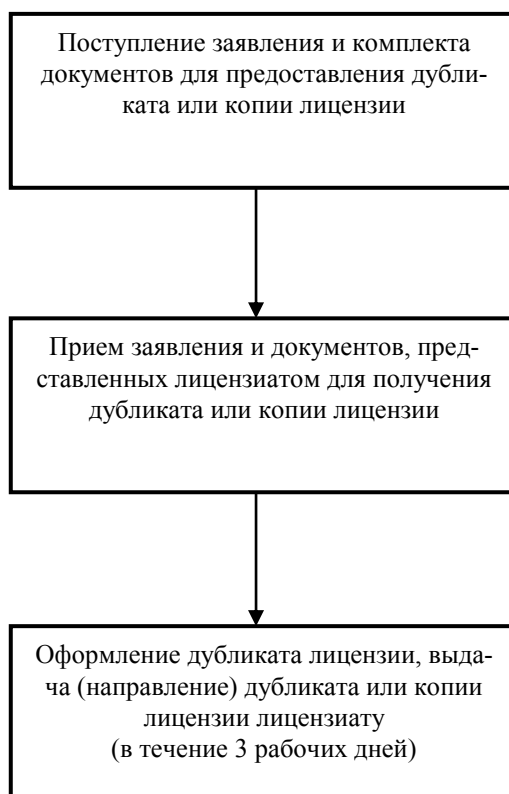 Поступление заявления и комплекта
документов для предоставления дубли-
ката или копии лицензии
Прием заявления и документов, пред-
ставленных лицензиатом для получения
дубликата или копии лицензии
Оформление дубликата лицензии, выда-
ча (направление) дубликата или копии
лицензии лицензиату
(в течение 3 рабочих дней)